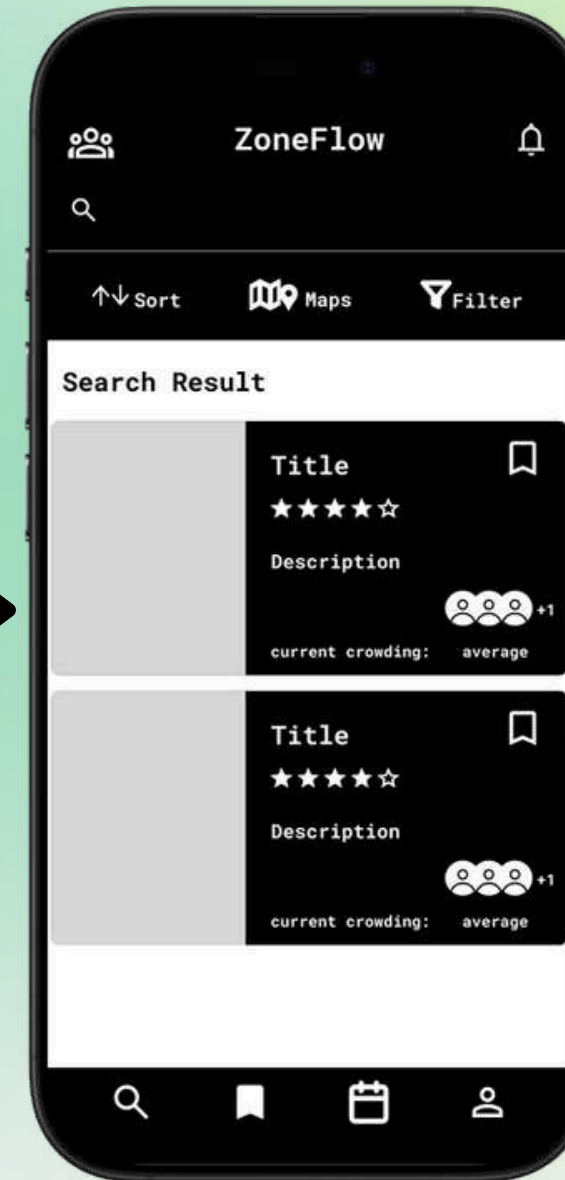 ZoneFlow
Sort Maps Filter
Search Result
Title
Description
+1
current crowding: average
Title
Description
+1
current crowding: average